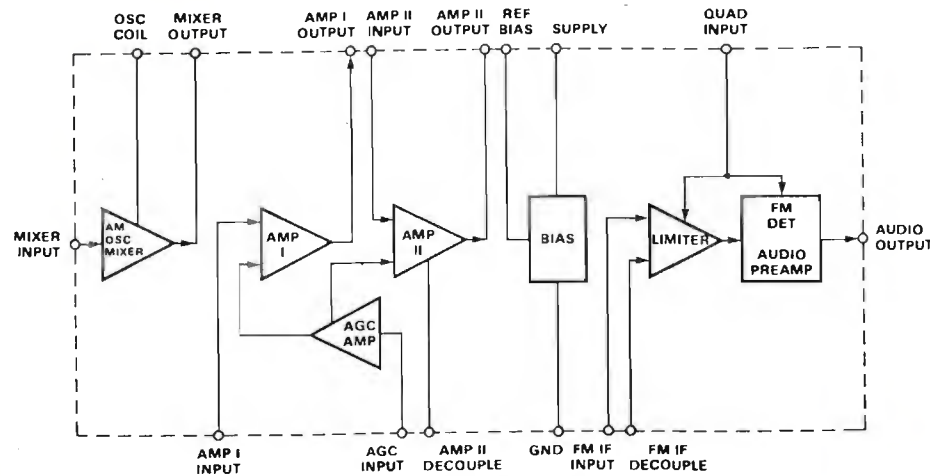 OSC
COIL
MIXER
OUTPUT
AMP I
OUTPUT
AMP II
INPUT
AMP II
OUTPUT
REF
BIAS
SUPPLY
QUAD
INPUT
MIXER
INPUT
AM
OSC
MIXER
AMP
I
AMP
II
BIAS
LIMITER
FM
DET
AUDIO
PREAMP
AUDIO
OUTPUT
AGC
AMP
AMP I
INPUT
AGC
INPUT
AMP II
DECOUPLE
GND
FM IF
INPUT
FM IF
DECOUPLE